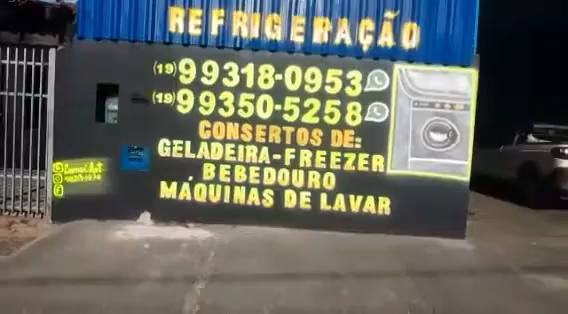 REFRIGERAÇÃO
(19) 99318-0953
(19) 99350-5258
CONSERTOS DE:
GELADEIRA-FREEZER
BEBEDOURO
MÁQUINAS DE LAVAR